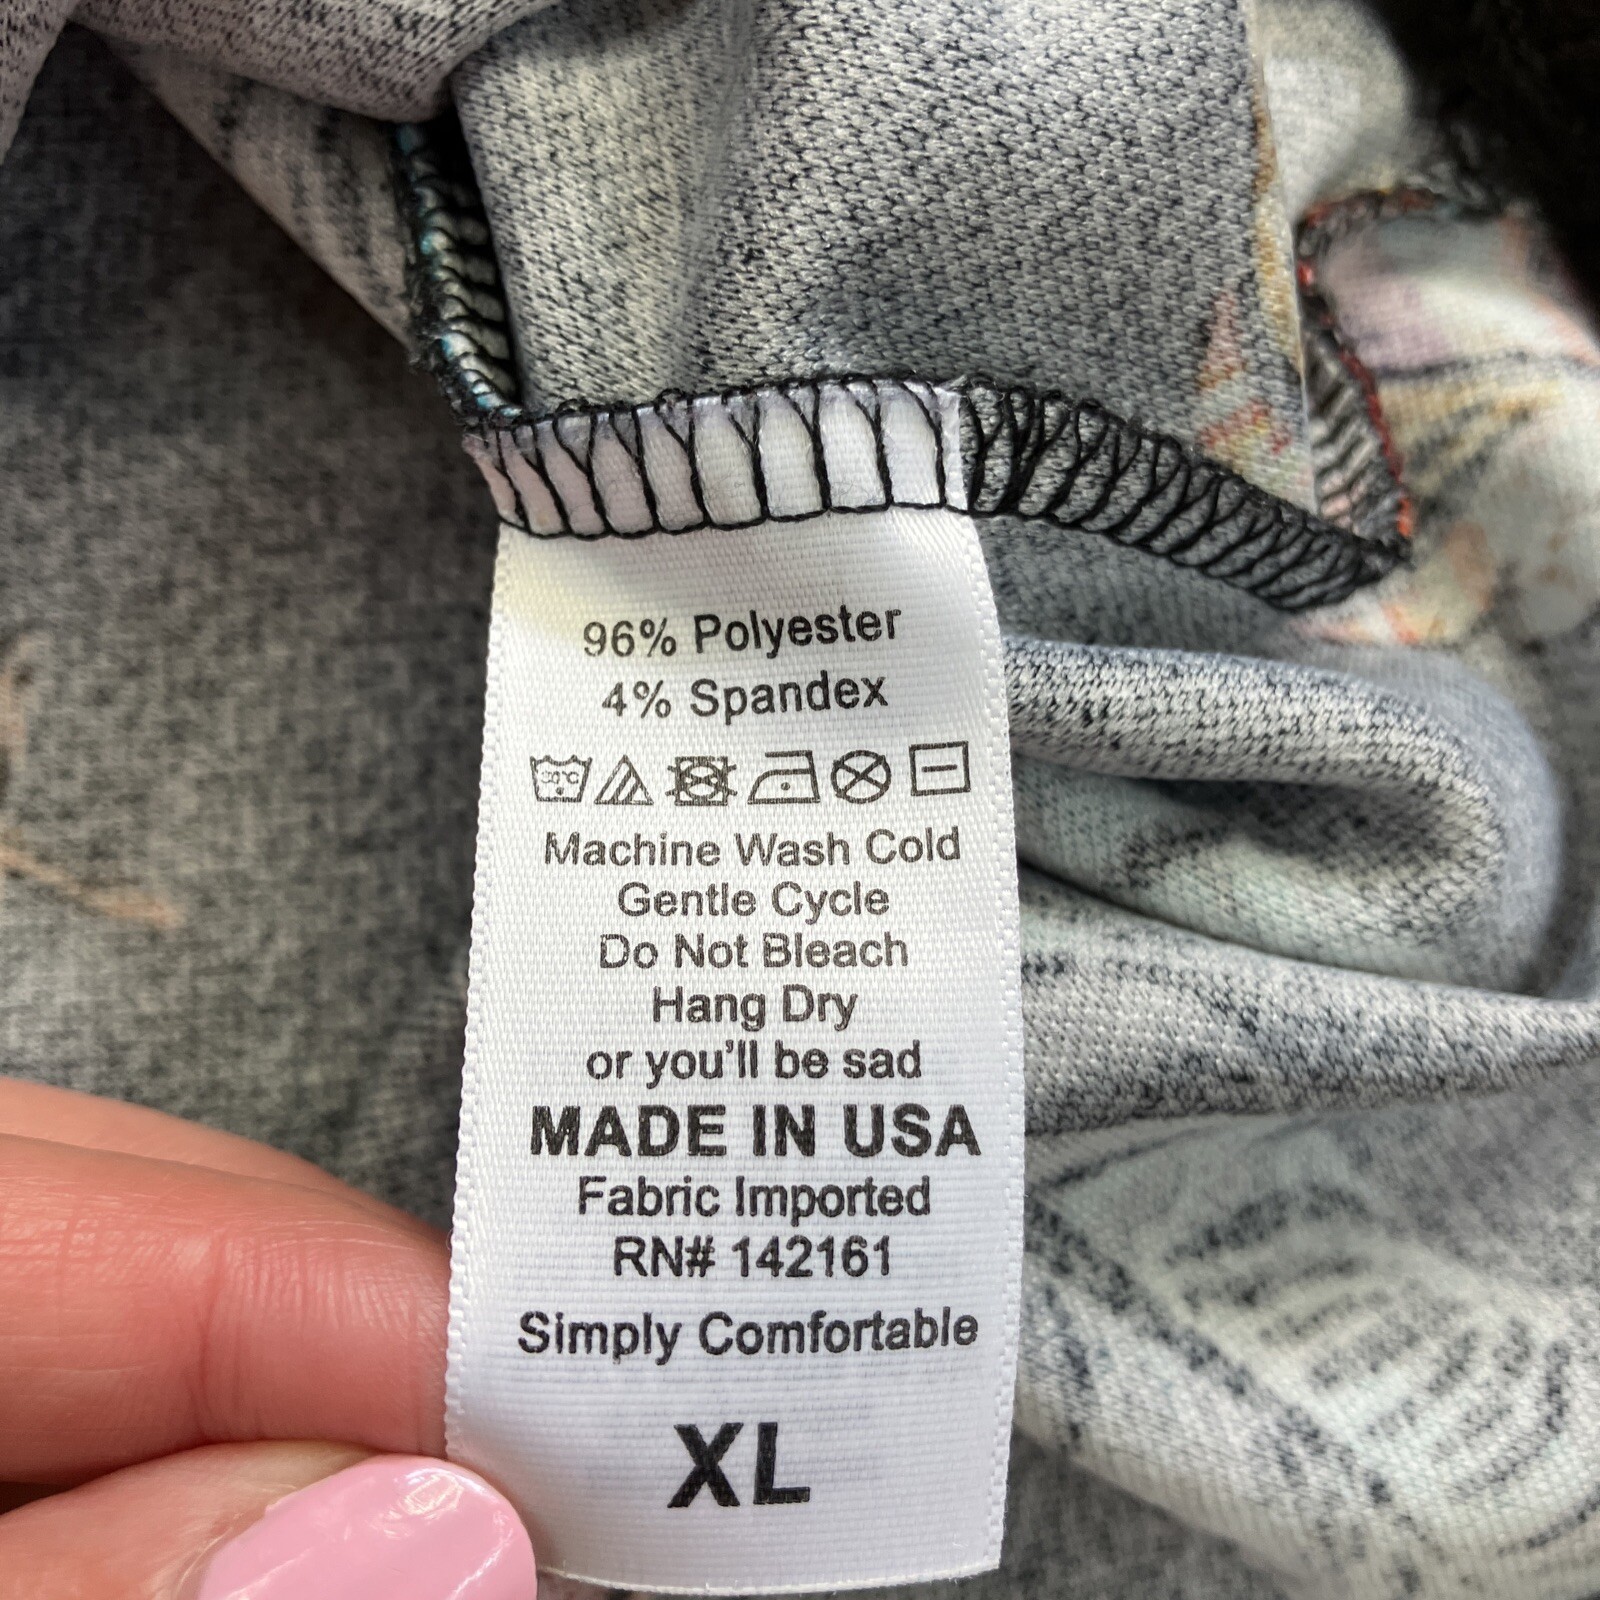 96% Polyester
4% Spandex
30°C
Machine Wash Cold
Gentle Cycle
Do Not Bleach
Hang Dry
or you'll be sad
MADE IN USA
Fabric Imported
RN# 142161
Simply Comfortable
XL